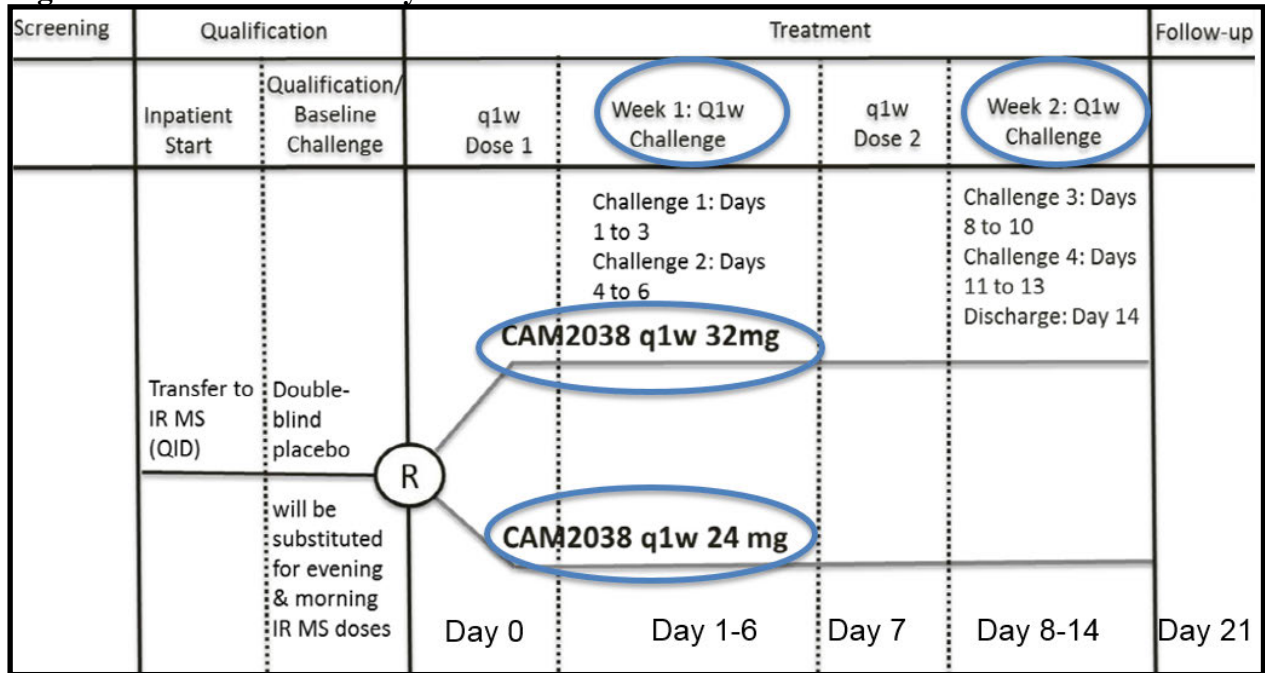 Screening
Qualification
Treatment
Follow-up
Inpatient
Start
Qualification/
Baseline
Challenge
q1w
Dose 1
Week 1: Q1w
Challenge
q1w
Dose 2
Week 2: Q1w
Challenge
Challenge 1: Days
1 to 3
Challenge 2: Days
4 to 6
Challenge 3: Days
8 to 10
Challenge 4: Days
11 to 13
Discharge: Day 14
CAM2038 q1w 32mg
Transfer to
IR MS
(QID)
Double-
blind
placebo
R
will be
substituted
for evening
& morning
IR MS doses
CAM2038 q1w 24 mg
Day 0
Day 1-6
Day 7
Day 8-14
Day 21